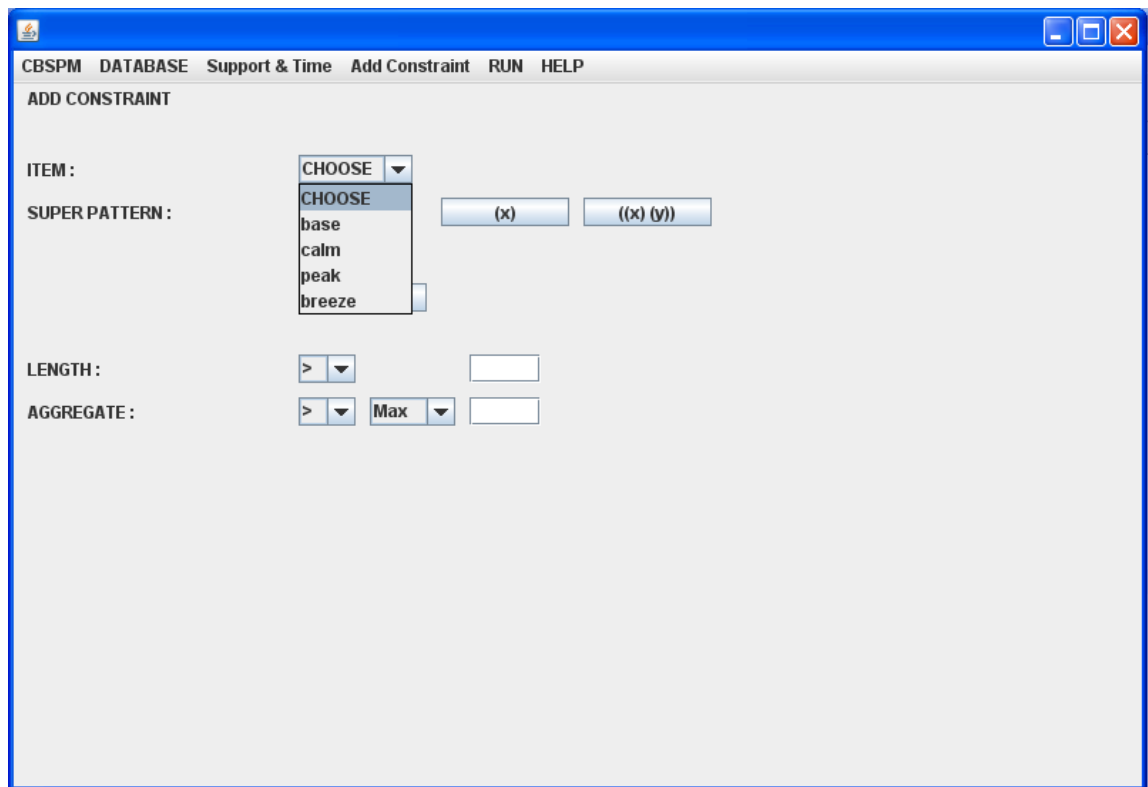 CBSPM DATABASE Support & Time Add Constraint RUN HELP
ADD CONSTRAINT
ITEM : CHOOSE
CHOOSE
SUPER PATTERN : (x) ((x) (y))
base
calm
peak
breeze
LENGTH : >
AGGREGATE : > Max